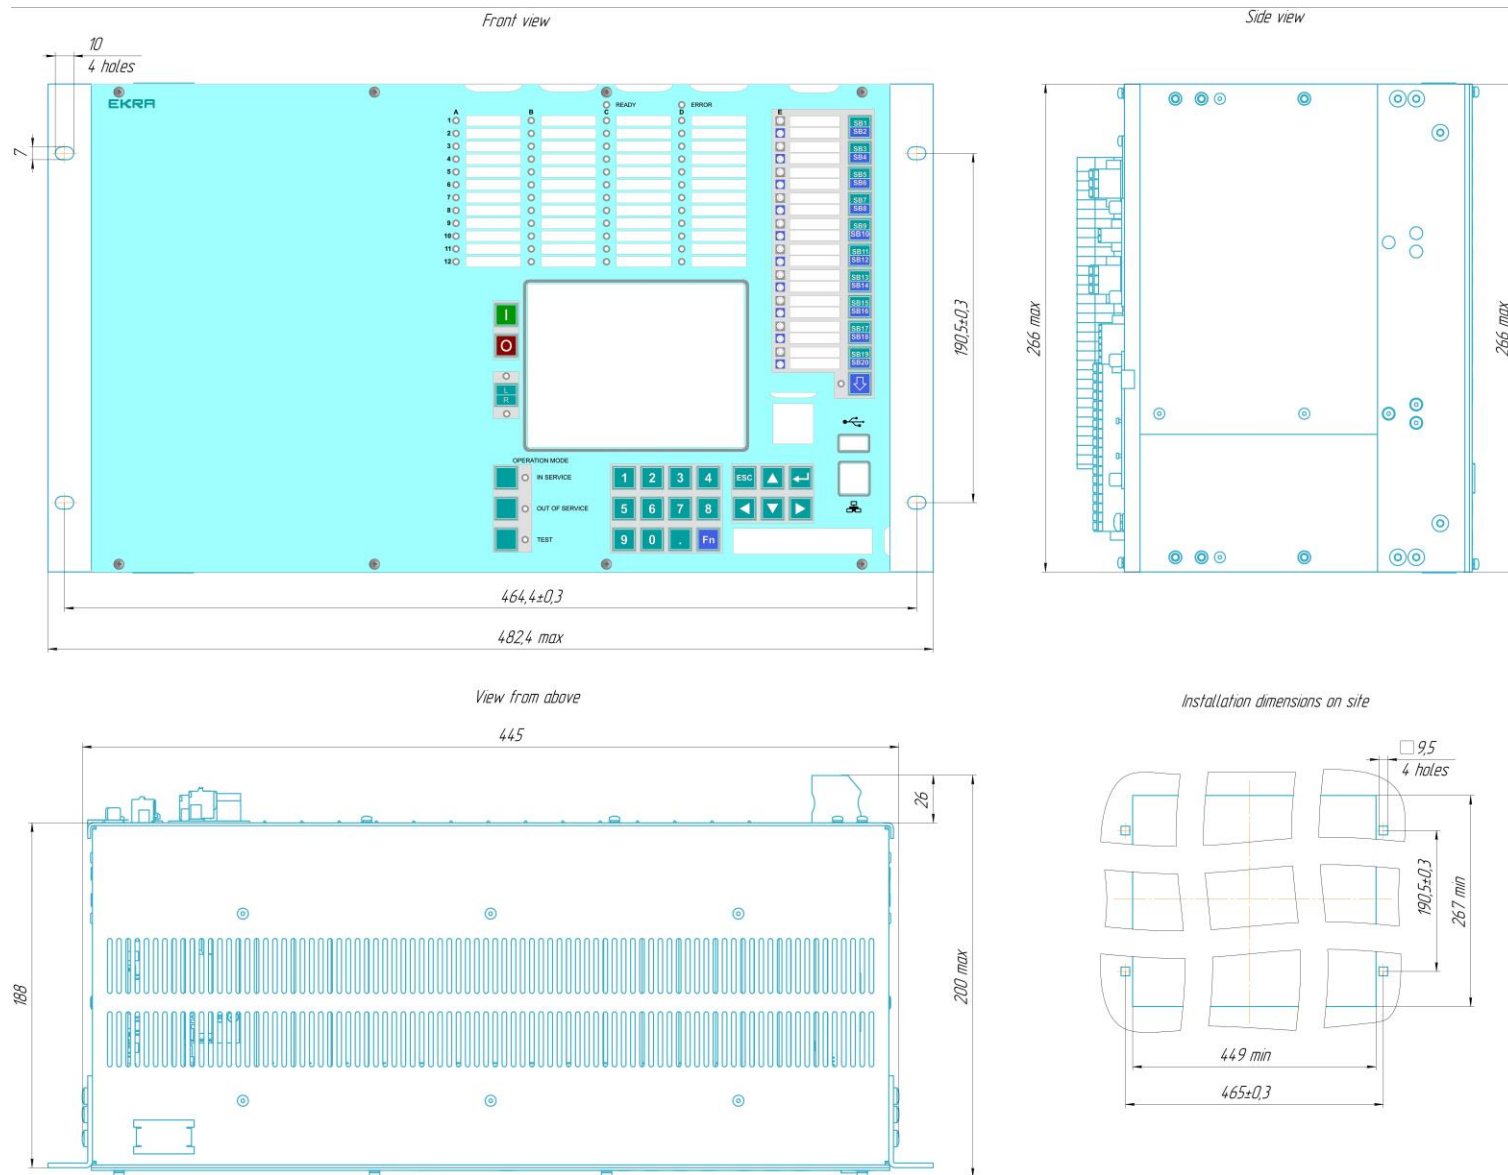 Front view
Side view
10
4 holes
7
EKRA
READY
ERROR
A B C D E
1
2
3
4
5
6
7
8
9
10
11
12
SB1
SB2
SB3
SB4
SB5
SB6
SB7
SB8
SB9
SB10
SB11
SB12
SB13
SB14
SB15
SB16
SB17
SB18
SB19
SB20
I
O
L
R
OPERATION MODE
IN SERVICE
OUT OF SERVICE
TEST
1 2 3 4 ESC
5 6 7 8
9 0 . Fn
190,5±0,3
266 max
266 max
464,4±0,3
482,4 max
View from above
445
26
188
200 max
Installation dimensions on site
□ 9,5
4 holes
190,5±0,3
267 min
449 min
465±0,3